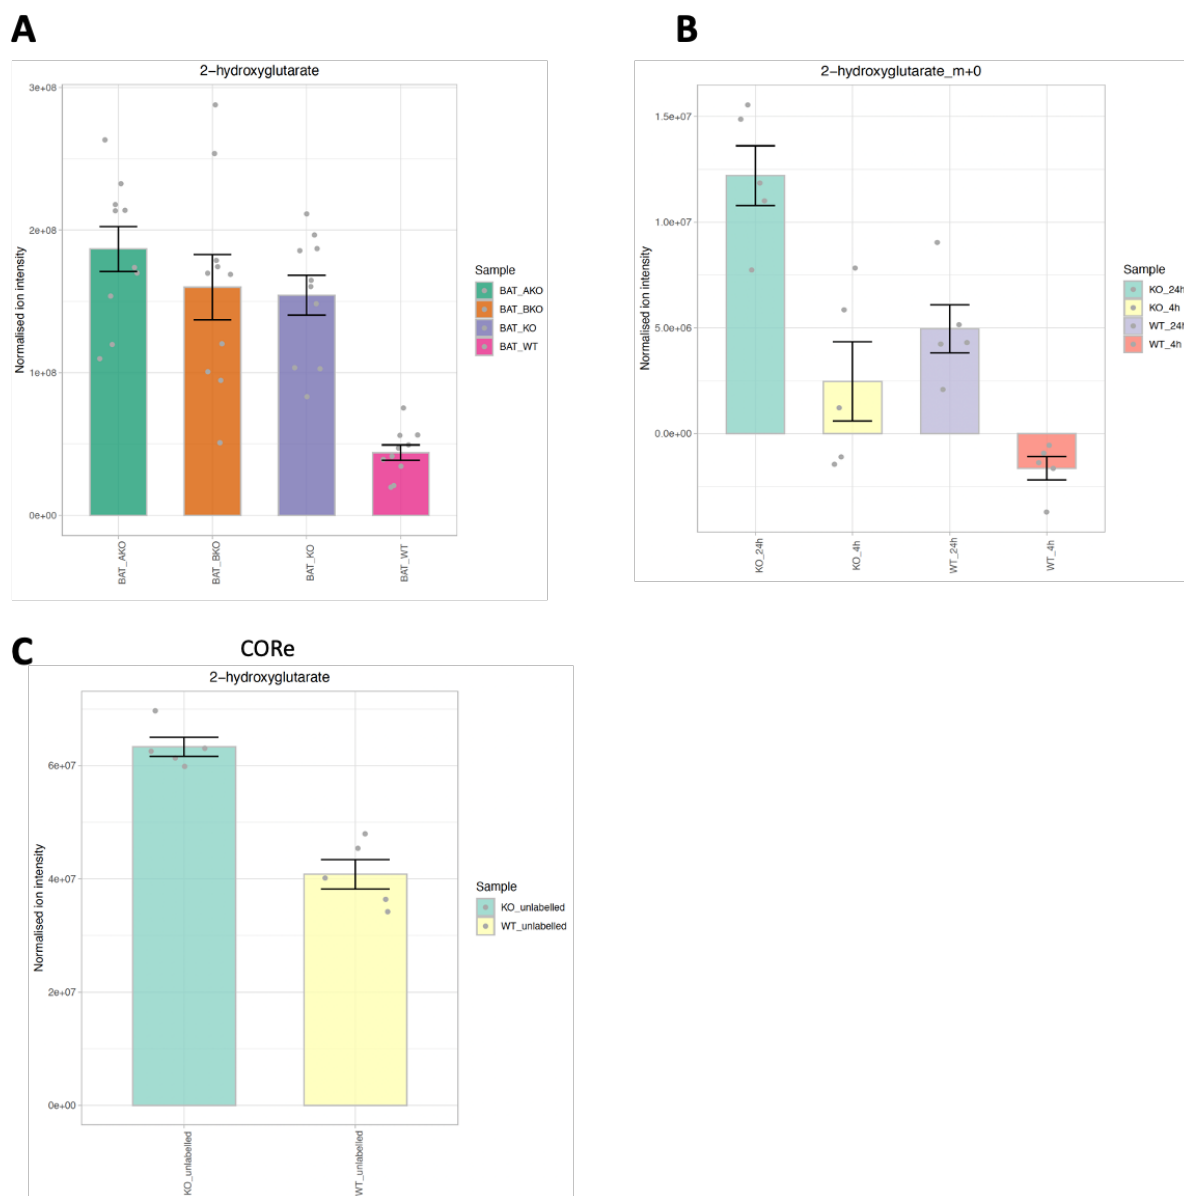 A
2-hydroxyglutarate
3e+08
2e+08
1e+08
0e+00
Normalised ion intensity
BAT_AKO
BAT_BKO
BAT_KO
BAT_WT
Sample
BAT_AKO
BAT_BKO
BAT_KO
BAT_WT
B
2-hydroxyglutarate_m+0
1.5e+07
1.0e+07
5.0e+06
0.0e+00
Normalised ion intensity
KO_24h
KO_4h
WT_24h
WT_4h
Sample
KO_24h
KO_4h
WT_24h
WT_4h
C
CORe
2-hydroxyglutarate
6e+07
4e+07
2e+07
0e+00
Normalised ion intensity
KO_unlabelled
WT_unlabelled
Sample
KO_unlabelled
WT_unlabelled